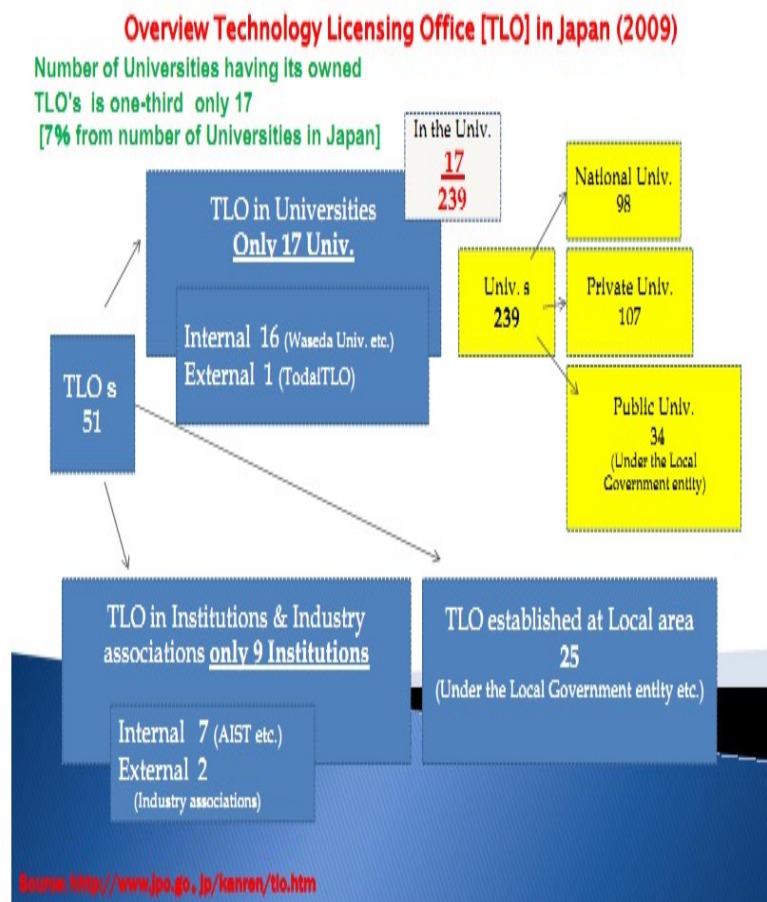 Overview Technology Licensing Office [TLO] in Japan (2009)
Number of Universities having its owned
TLO's is one-third only 17
[7% from number of Universities in Japan]
In the Univ.
17
239
TLO in Universities
Only 17 Univ.
Internal 16 (Waseda Univ. etc.)
External 1 (TodaiTLO)
TLO s
51
Univ. s
239
National Univ.
98
Private Univ.
107
Public Univ.
34
(Under the Local
Government entity)
TLO in Institutions & Industry
associations only 9 Institutions
Internal 7 (AIST etc.)
External 2
(Industry associations)
TLO established at Local area
25
(Under the Local Government entity etc.)
Source: hhtp://www.jpo.go.jp/kanren/tlo.htm